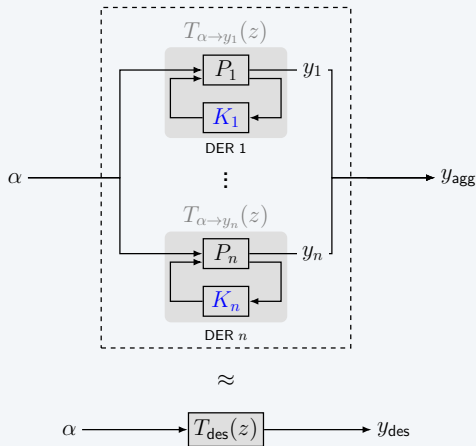 T_{α→y_1}(z)
P_1
y_1
K_1
DER 1
α
y_agg
⋮
T_{α→y_n}(z)
P_n
y_n
K_n
DER n
≈
α
T_des(z)
y_des